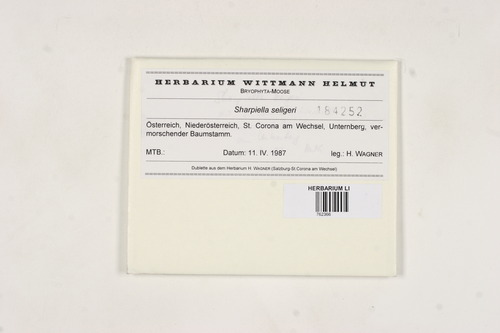 HERBARIUM WITTMANN HELMUT
BRYOPHYTA-MOOSE
Sharpiella seligeri 184252
Österreich, Niederösterreich, St. Corona am Wechsel, Unternberg, ver-
morschender Baumstamm.
MTB.: Datum: 11. IV. 1987 leg.: H. WAGNER
Dublette aus dem Herbarium H. WAGNER (Salzburg-St.Corona am Wechsel)
HERBARIUM LI
762386